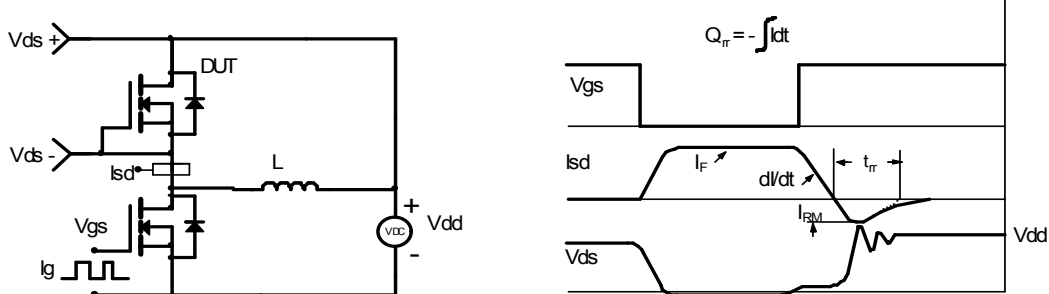 Vds +
DUT
Vds -
Isd
L
Vgs
Ig
+
VDC
-
Vdd
Qrr = - ∫Idt
Vgs
Isd
IF
dI/dt
trr
IRM
Vds
Vdd